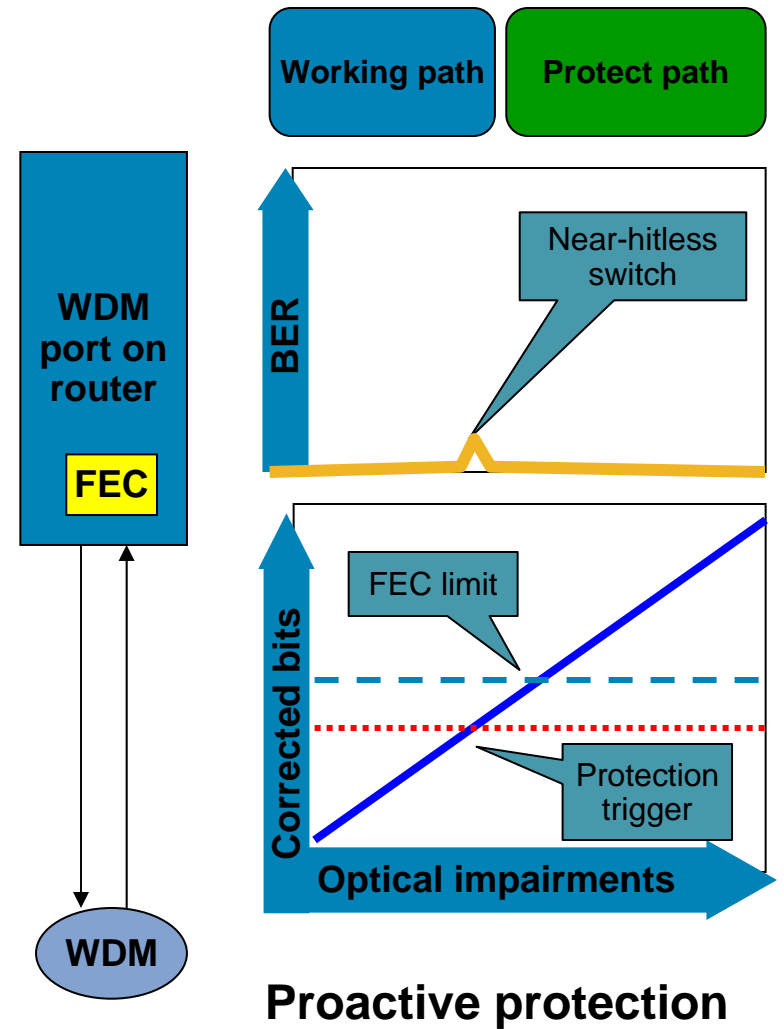 Working path
Protect path
WDM
port on
router
FEC
WDM
BER
Near-hitless
switch
Corrected bits
FEC limit
Protection
trigger
Optical impairments
Proactive protection